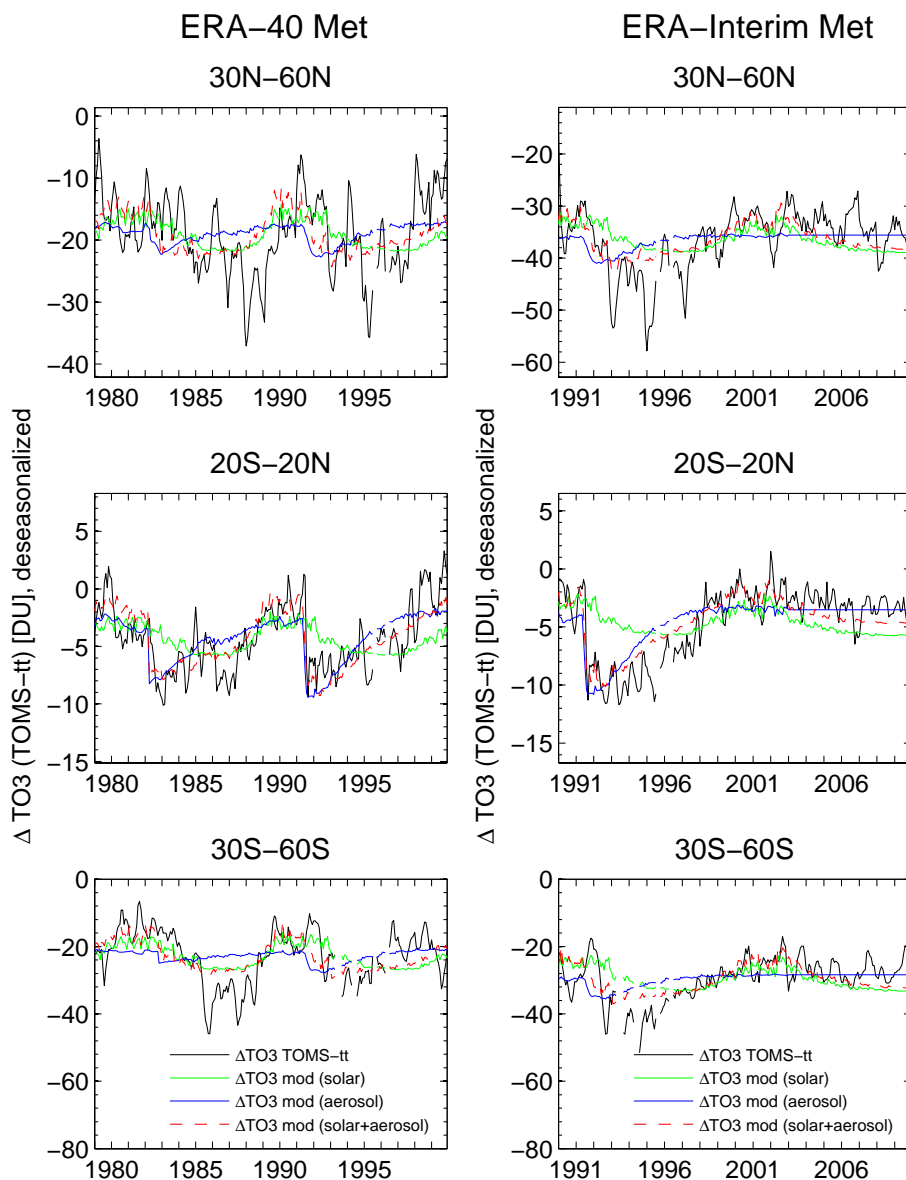 ERA−40 Met
ERA−Interim Met
30N−60N
30N−60N
0
−10
−20
−30
−40
1980 1985 1990 1995
−20
−30
−40
−50
−60
1991 1996 2001 2006
20S−20N
20S−20N
5
0
−5
−10
−15
1980 1985 1990 1995
5
0
−5
−10
−15
1991 1996 2001 2006
Δ TO3 (TOMS−tt) [DU], deseasonalized
Δ TO3 (TOMS−tt) [DU], deseasonalized
30S−60S
30S−60S
0
−20
−40
−60
−80
1980 1985 1990 1995
ΔTO3 TOMS−tt
ΔTO3 mod (solar)
ΔTO3 mod (aerosol)
ΔTO3 mod (solar+aerosol)
0
−20
−40
−60
−80
1991 1996 2001 2006
ΔTO3 TOMS−tt
ΔTO3 mod (solar)
ΔTO3 mod (aerosol)
ΔTO3 mod (solar+aerosol)